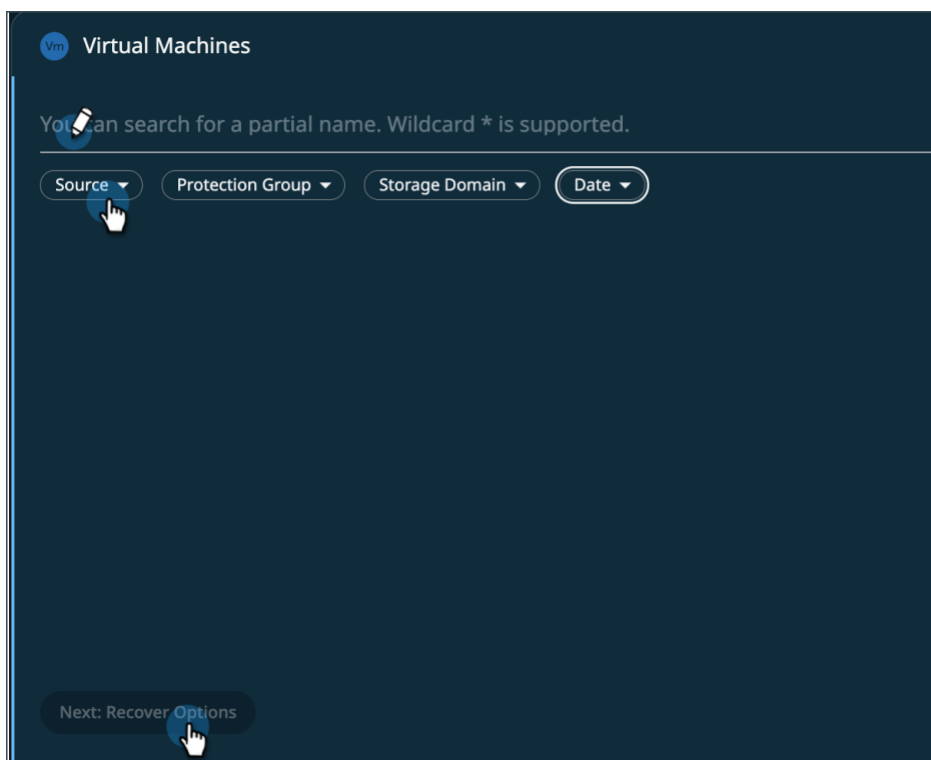 Vm Virtual Machines
You can search for a partial name. Wildcard * is supported.
Source Protection Group Storage Domain Date
Next: Recover Options